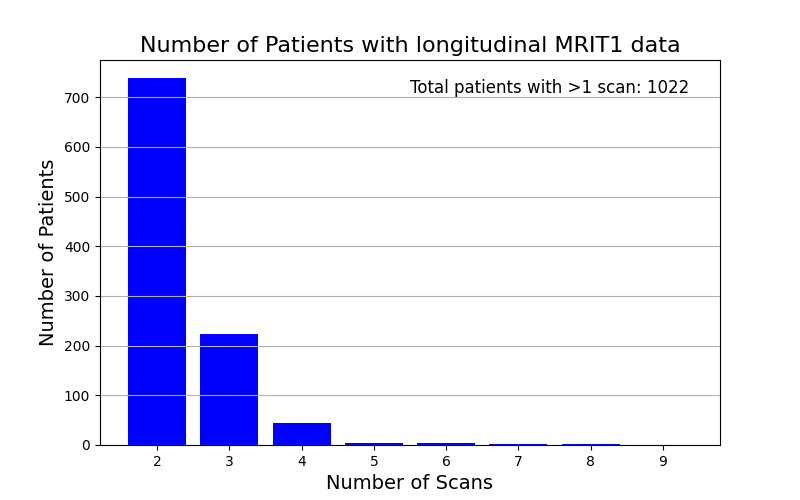 Number of Patients with longitudinal MRIT1 data
Total patients with >1 scan: 1022
Number of Patients
700
600
500
400
300
200
100
0
2 3 4 5 6 7 8 9
Number of Scans